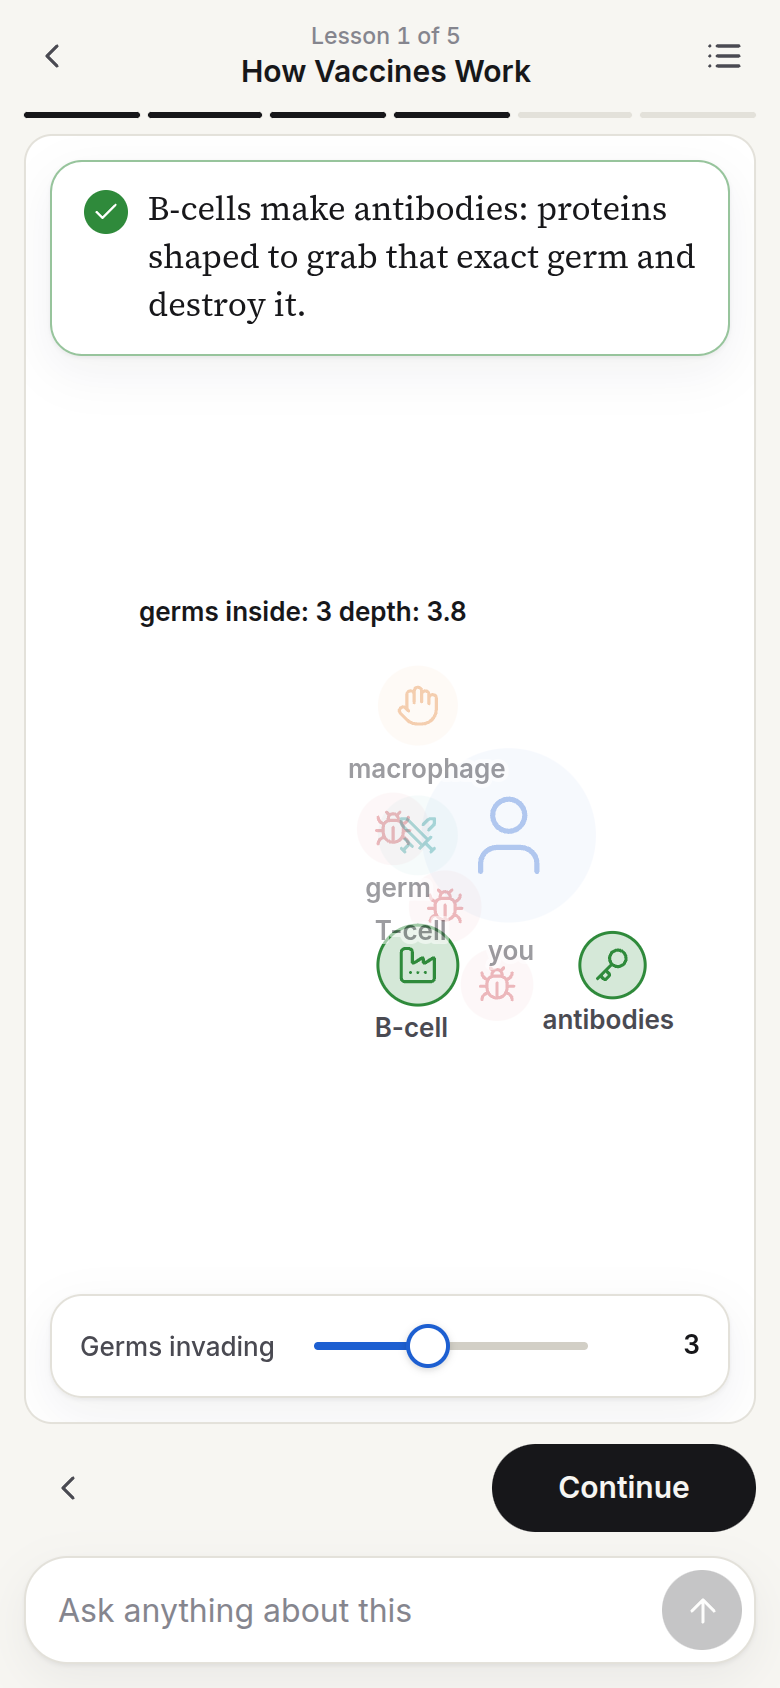 Lesson 1 of 5
How Vaccines Work
B-cells make antibodies: proteins
shaped to grab that exact germ and
destroy it.
germs inside: 3 depth: 3.8
macrophage
germ
T-cell
you
B-cell
antibodies
Germs invading
3
Continue
Ask anything about this